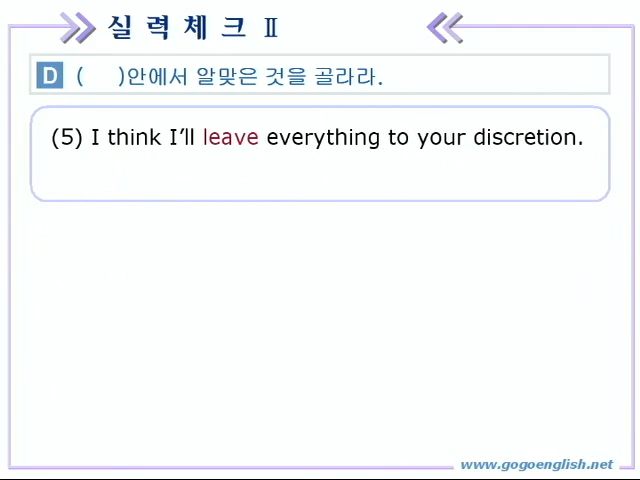 실 력 체 크 Ⅱ
D (     )안에서 알맞은 것을 골라라.
(5) I think I’ll leave everything to your discretion.
www.gogoenglish.net